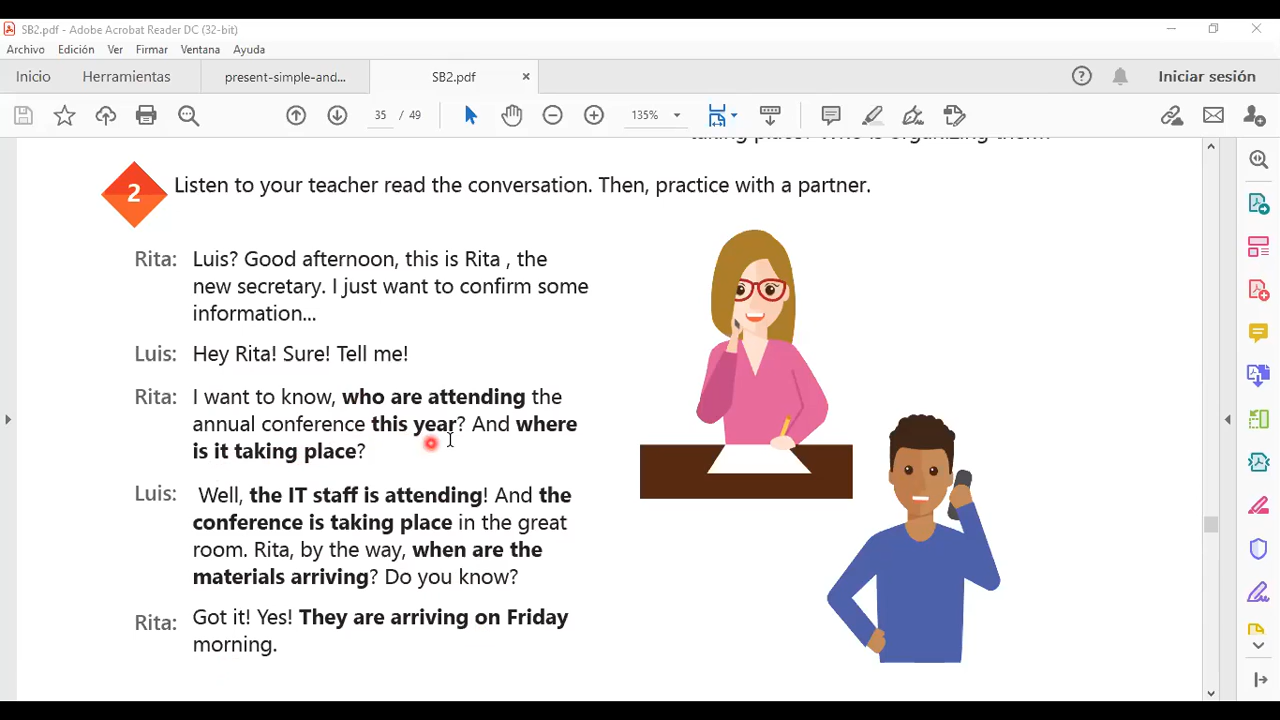 SB2.pdf - Adobe Acrobat Reader DC (32-bit)
Archivo Edición Ver Firmar Ventana Ayuda
Inicio Herramientas present-simple-and... SB2.pdf × Iniciar sesión
35 / 49 135%
taking place? Who is organizing them?
2 Listen to your teacher read the conversation. Then, practice with a partner.
Rita: Luis? Good afternoon, this is Rita , the
new secretary. I just want to confirm some
information...
Luis: Hey Rita! Sure! Tell me!
Rita: I want to know, who are attending the
annual conference this year? And where
is it taking place?
Luis: Well, the IT staff is attending! And the
conference is taking place in the great
room. Rita, by the way, when are the
materials arriving? Do you know?
Rita: Got it! Yes! They are arriving on Friday
morning.